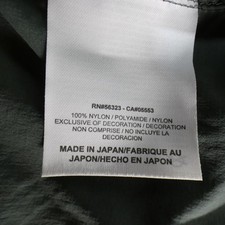 RN#56323 - CA#05553
100% NYLON / POLYAMIDE / NYLON
EXCLUSIVE OF DECORATION / DECORATION
NON COMPRISE / NO INCLUYE LA
DECORACION
MADE IN JAPAN/FABRIQUE AU
JAPON/HECHO EN JAPON